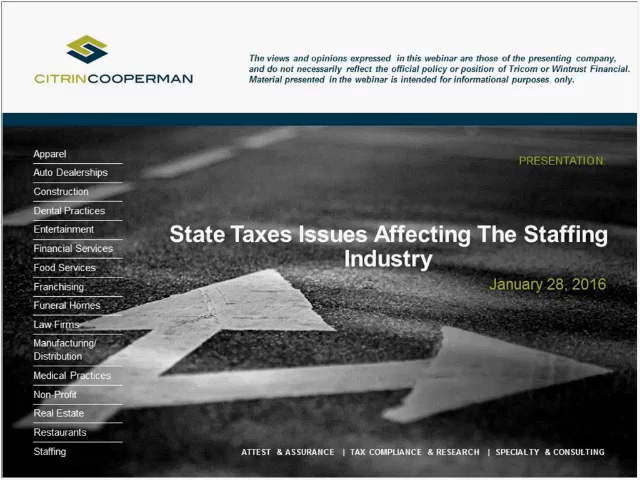 CITRINCOOPERMAN
The views and opinions expressed in this webinar are those of the presenting company,
and do not necessarily reflect the official policy or position of Tricom or Wintrust Financial.
Material presented in the webinar is intended for informational purposes only.
Apparel
Auto Dealerships
Construction
Dental Practices
Entertainment
Financial Services
Food Services
Franchising
Funeral Homes
Law Firms
Manufacturing/
Distribution
Medical Practices
Non-Profit
Real Estate
Restaurants
Staffing
PRESENTATION:
State Taxes Issues Affecting The Staffing
Industry
January 28, 2016
ATTEST & ASSURANCE | TAX COMPLIANCE & RESEARCH | SPECIALTY & CONSULTING